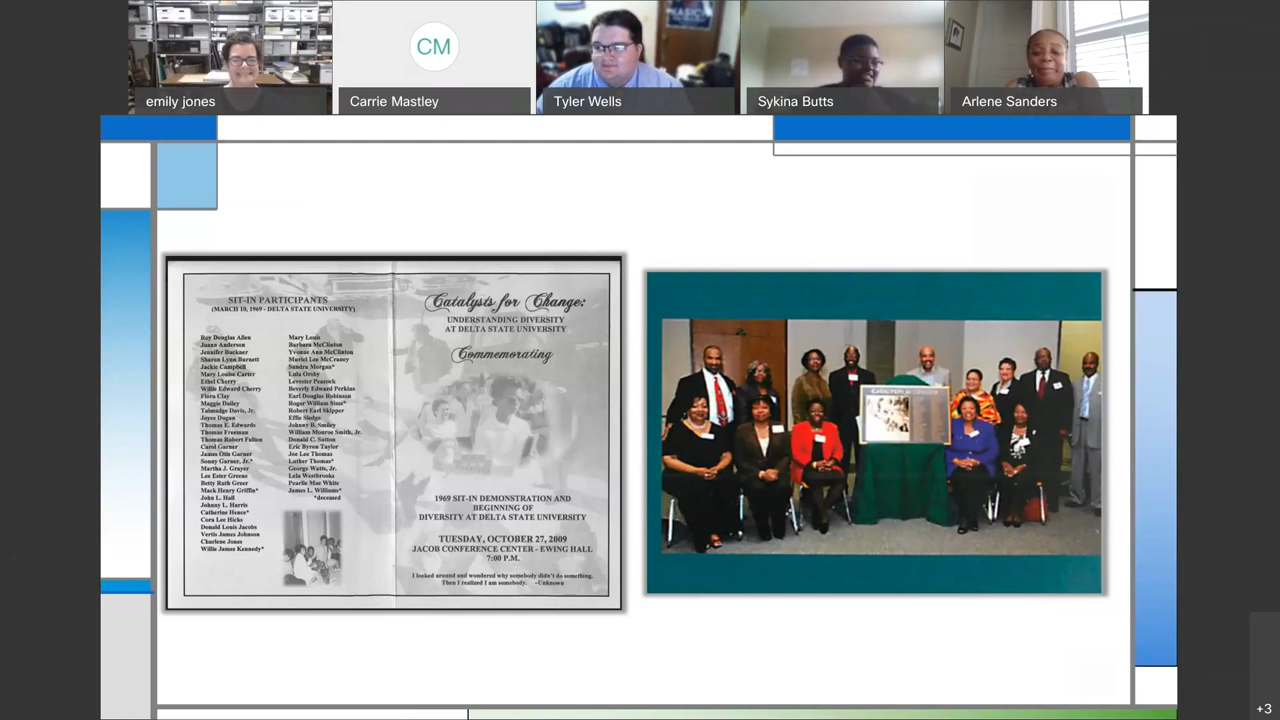 emily jones
CM
Carrie Mastley
Tyler Wells
Sykina Butts
Arlene Sanders
SIT-IN PARTICIPANTS
(MARCH 10, 1969 - DELTA STATE UNIVERSITY)
Roy Douglas Allen
Joann Anderson
Jennifer Buckner
Sharon Lynn Burnett
Jackie Campbell
Mary Louise Carter
Ethel Cherry
Willie Edward Cherry
Flora Clay
Maggie Dailey
Talmadge Davis, Jr.
Joyce Dugan
Thomas E. Edwards
Thomas Freeman
Thomas Robert Fulton
Carol Garner
James Otis Garner
Sonny Garner, Jr.*
Martha J. Grayer
Lee Ester Greene
Betty Ruth Greer
Mack Henry Griffin*
John L. Hall
Johnny L. Harris
Catherine Hence*
Cora Lee Hicks
Donald Louis Jacobs
Vertis James Johnson
Charlene Jones
Willie James Kennedy*
Mary Louis
Barbara McClinton
Yvonne Ann McClinton
Muriel Lee McCraney
Sandra Morgan*
Lula Orsby
Levester Peacock
Beverly Edward Perkins
Earl Douglas Robinson
Roger William Sims*
Robert Earl Skipper
Effie Sledge
Johnny B. Smiley
William Monroe Smith, Jr.
Donald C. Sutton
Eric Byron Taylor
Joe Lee Thomas
Luther Thomas*
George Watts, Jr.
Lela Westbrooks
Pearlie Mae White
James L. Williams*
*deceased
Catalysts for Change:
UNDERSTANDING DIVERSITY
AT DELTA STATE UNIVERSITY
Commemorating
1969 SIT-IN DEMONSTRATION AND
BEGINNING OF
DIVERSITY AT DELTA STATE UNIVERSITY
TUESDAY, OCTOBER 27, 2009
JACOB CONFERENCE CENTER - EWING HALL
7:00 P.M.
I looked around and wondered why somebody didn't do something.
Then I realized I am somebody. ~Unknown
+3